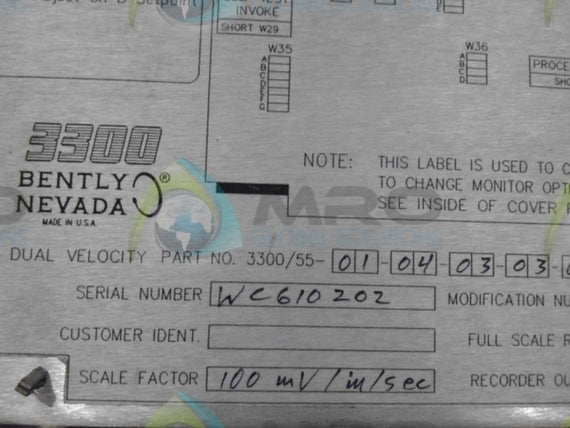 INVOKE
SHORT W29
W35
A
B
C
D
E
F
G
W36
A
B
C
D
PROCE
SHO
3300
BENTLY
NEVADA ®
MADE IN U.S.A.
NOTE: THIS LABEL IS USED TO C
TO CHANGE MONITOR OPTI
SEE INSIDE OF COVER F
MRO
DUAL VELOCITY PART NO. 3300/55-01-04-03-03-
SERIAL NUMBER WC610202 MODIFICATION NU
CUSTOMER IDENT. FULL SCALE R
SCALE FACTOR 100 mV/in/sec RECORDER OU